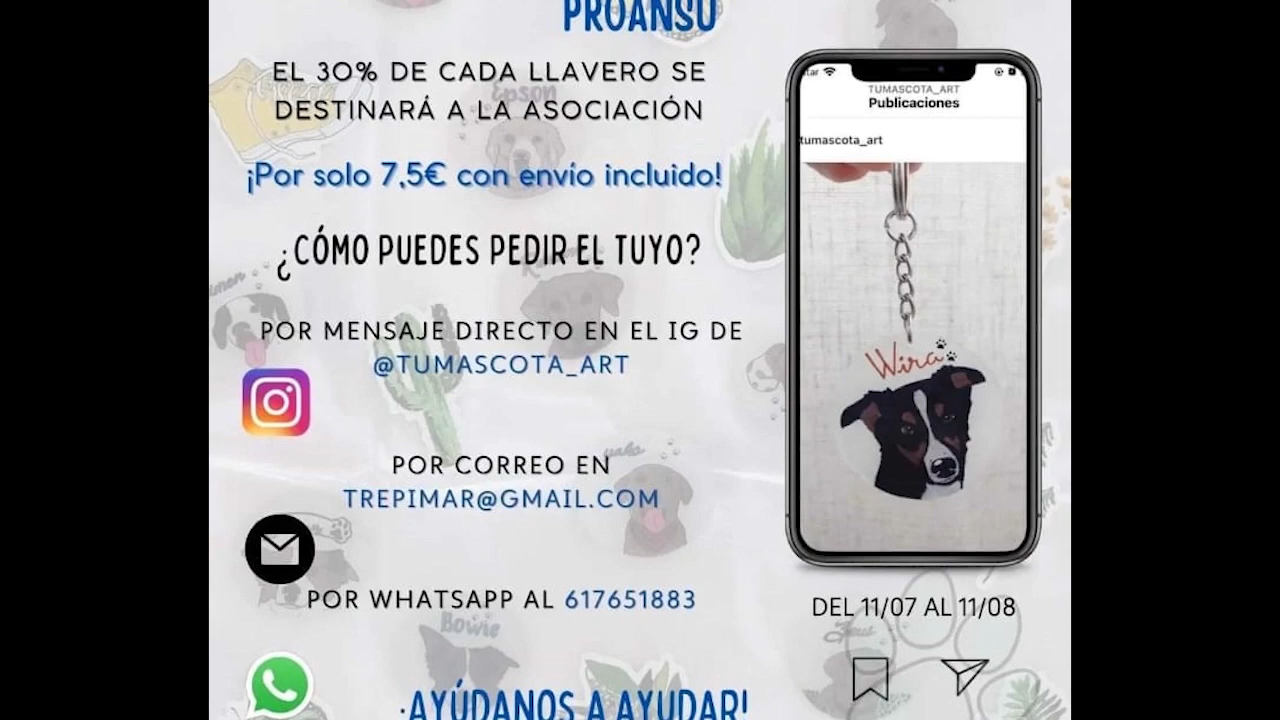 PROANSU
EL 30% DE CADA LLAVERO SE
DESTINARÁ A LA ASOCIACIÓN
¡Por solo 7,5€ con envío incluido!
¿CÓMO PUEDES PEDIR EL TUYO?
POR MENSAJE DIRECTO EN EL IG DE
@TUMASCOTA_ART
POR CORREO EN
TREPIMAR@GMAIL.COM
POR WHATSAPP AL 617651883
¡AYÚDANOS A AYUDAR!
TUMASCOTA_ART
Publicaciones
tumascota_art
Wira
DEL 11/07 AL 11/08
Epson
Bowie